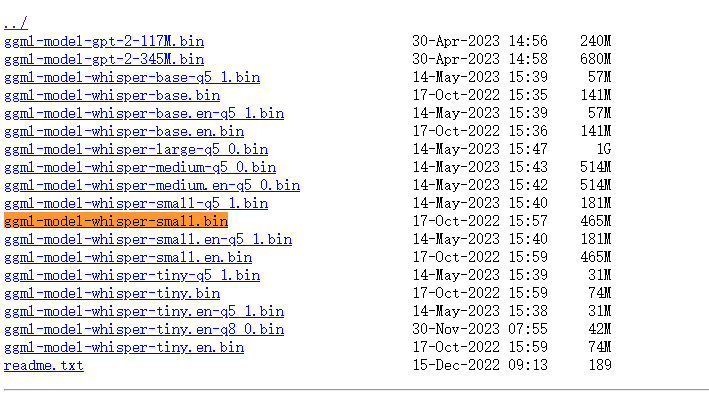 ../
ggml-model-gpt-2-117M.bin 30-Apr-2023 14:56 240M
ggml-model-gpt-2-345M.bin 30-Apr-2023 14:58 680M
ggml-model-whisper-base-q5_1.bin 14-May-2023 15:39 57M
ggml-model-whisper-base.bin 17-Oct-2022 15:35 141M
ggml-model-whisper-base.en-q5_1.bin 14-May-2023 15:39 57M
ggml-model-whisper-base.en.bin 17-Oct-2022 15:36 141M
ggml-model-whisper-large-q5_0.bin 14-May-2023 15:47 1G
ggml-model-whisper-medium-q5_0.bin 14-May-2023 15:43 514M
ggml-model-whisper-medium.en-q5_0.bin 14-May-2023 15:42 514M
ggml-model-whisper-small-q5_1.bin 14-May-2023 15:40 181M
ggml-model-whisper-small.bin 17-Oct-2022 15:57 465M
ggml-model-whisper-small.en-q5_1.bin 14-May-2023 15:40 181M
ggml-model-whisper-small.en.bin 17-Oct-2022 15:59 465M
ggml-model-whisper-tiny-q5_1.bin 14-May-2023 15:39 31M
ggml-model-whisper-tiny.bin 17-Oct-2022 15:59 74M
ggml-model-whisper-tiny.en-q5_1.bin 14-May-2023 15:38 31M
ggml-model-whisper-tiny.en-q8_0.bin 30-Nov-2023 07:55 42M
ggml-model-whisper-tiny.en.bin 17-Oct-2022 15:59 74M
readme.txt 15-Dec-2022 09:13 189